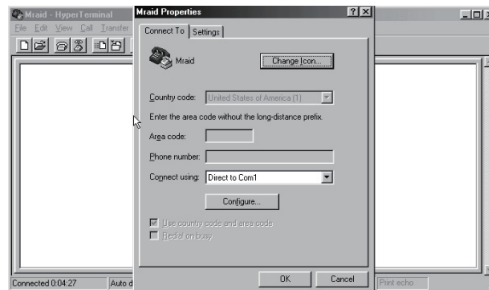 Mraid - HyperTerminal
File Edit View Call Transfer
Mraid Properties
Connect To Settings
Mraid
Change Icon...
Country code: United States of America (1)
Enter the area code without the long-distance prefix.
Area code:
Phone number:
Connect using: Direct to Com1
Configure...
Use country code and area code
Redial on busy
OK Cancel
Connected 0:04:27 Auto d Print echo